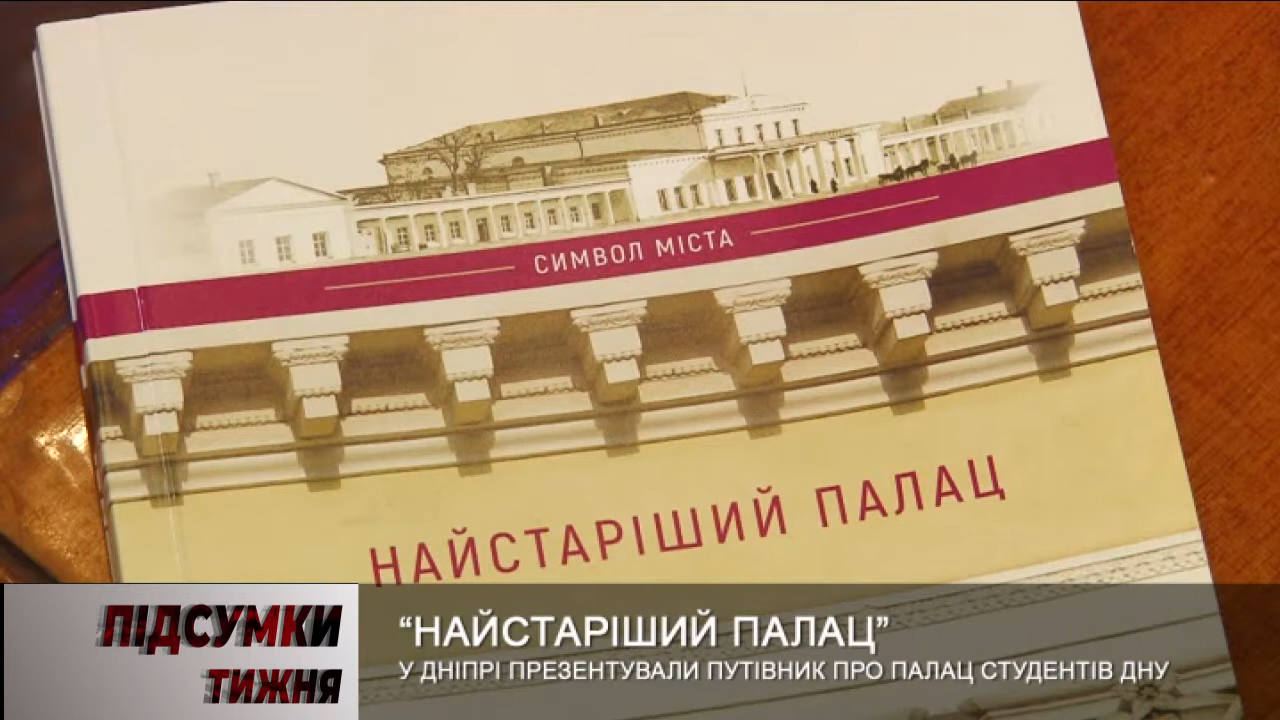 СИМВОЛ МІСТА
НАЙСТАРІШИЙ ПАЛАЦ
ПІДСУМКИ
ТИЖНЯ
“НАЙСТАРІШИЙ ПАЛАЦ”
У ДНІПРІ ПРЕЗЕНТУВАЛИ ПУТІВНИК ПРО ПАЛАЦ СТУДЕНТІВ ДНУ